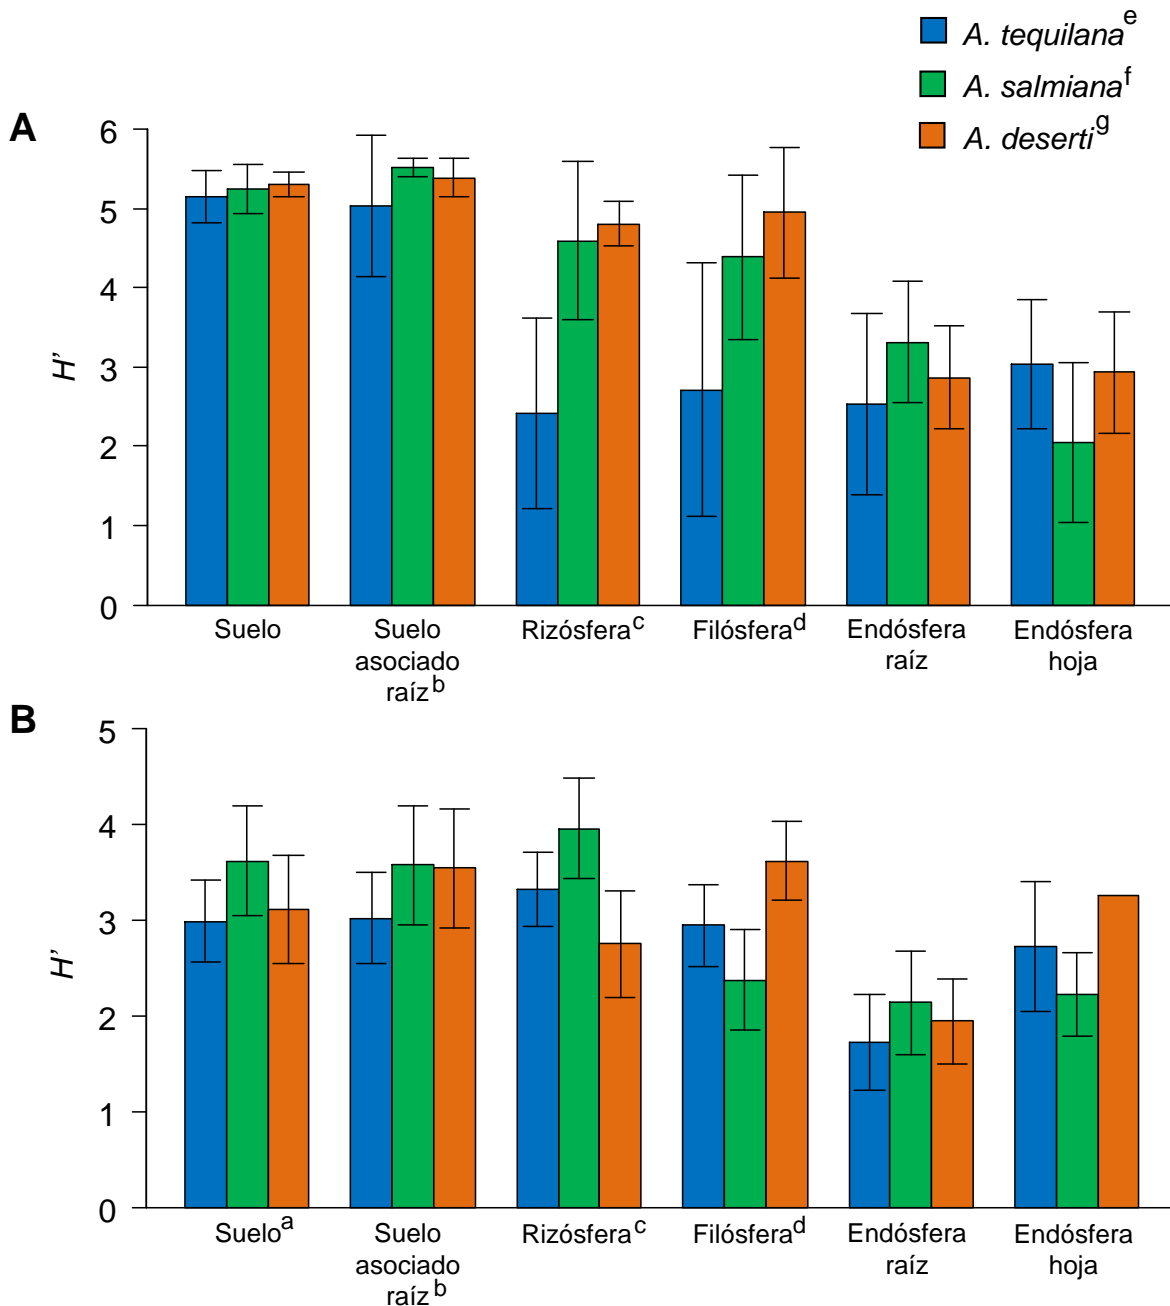 A. tequilana^e
A. salmiana^f
A. deserti^g
A
6
5
4
3
2
1
0
H’
Suelo
Suelo
asociado
raíz^b
Rizósfera^c
Filósfera^d
Endósfera
raíz
Endósfera
hoja
B
5
4
3
2
1
0
H’
Suelo^a
Suelo
asociado
raíz^b
Rizósfera^c
Filósfera^d
Endósfera
raíz
Endósfera
hoja